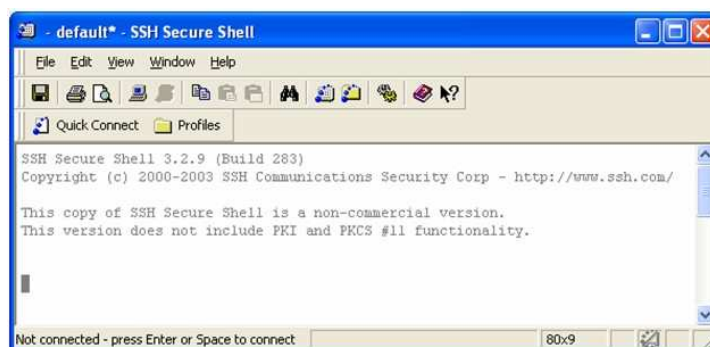 - default* - SSH Secure Shell
File Edit View Window Help
Quick Connect Profiles
SSH Secure Shell 3.2.9 (Build 283)
Copyright (c) 2000-2003 SSH Communications Security Corp - http://www.ssh.com/
This copy of SSH Secure Shell is a non-commercial version.
This version does not include PKI and PKCS #11 functionality.
Not connected - press Enter or Space to connect 80x9